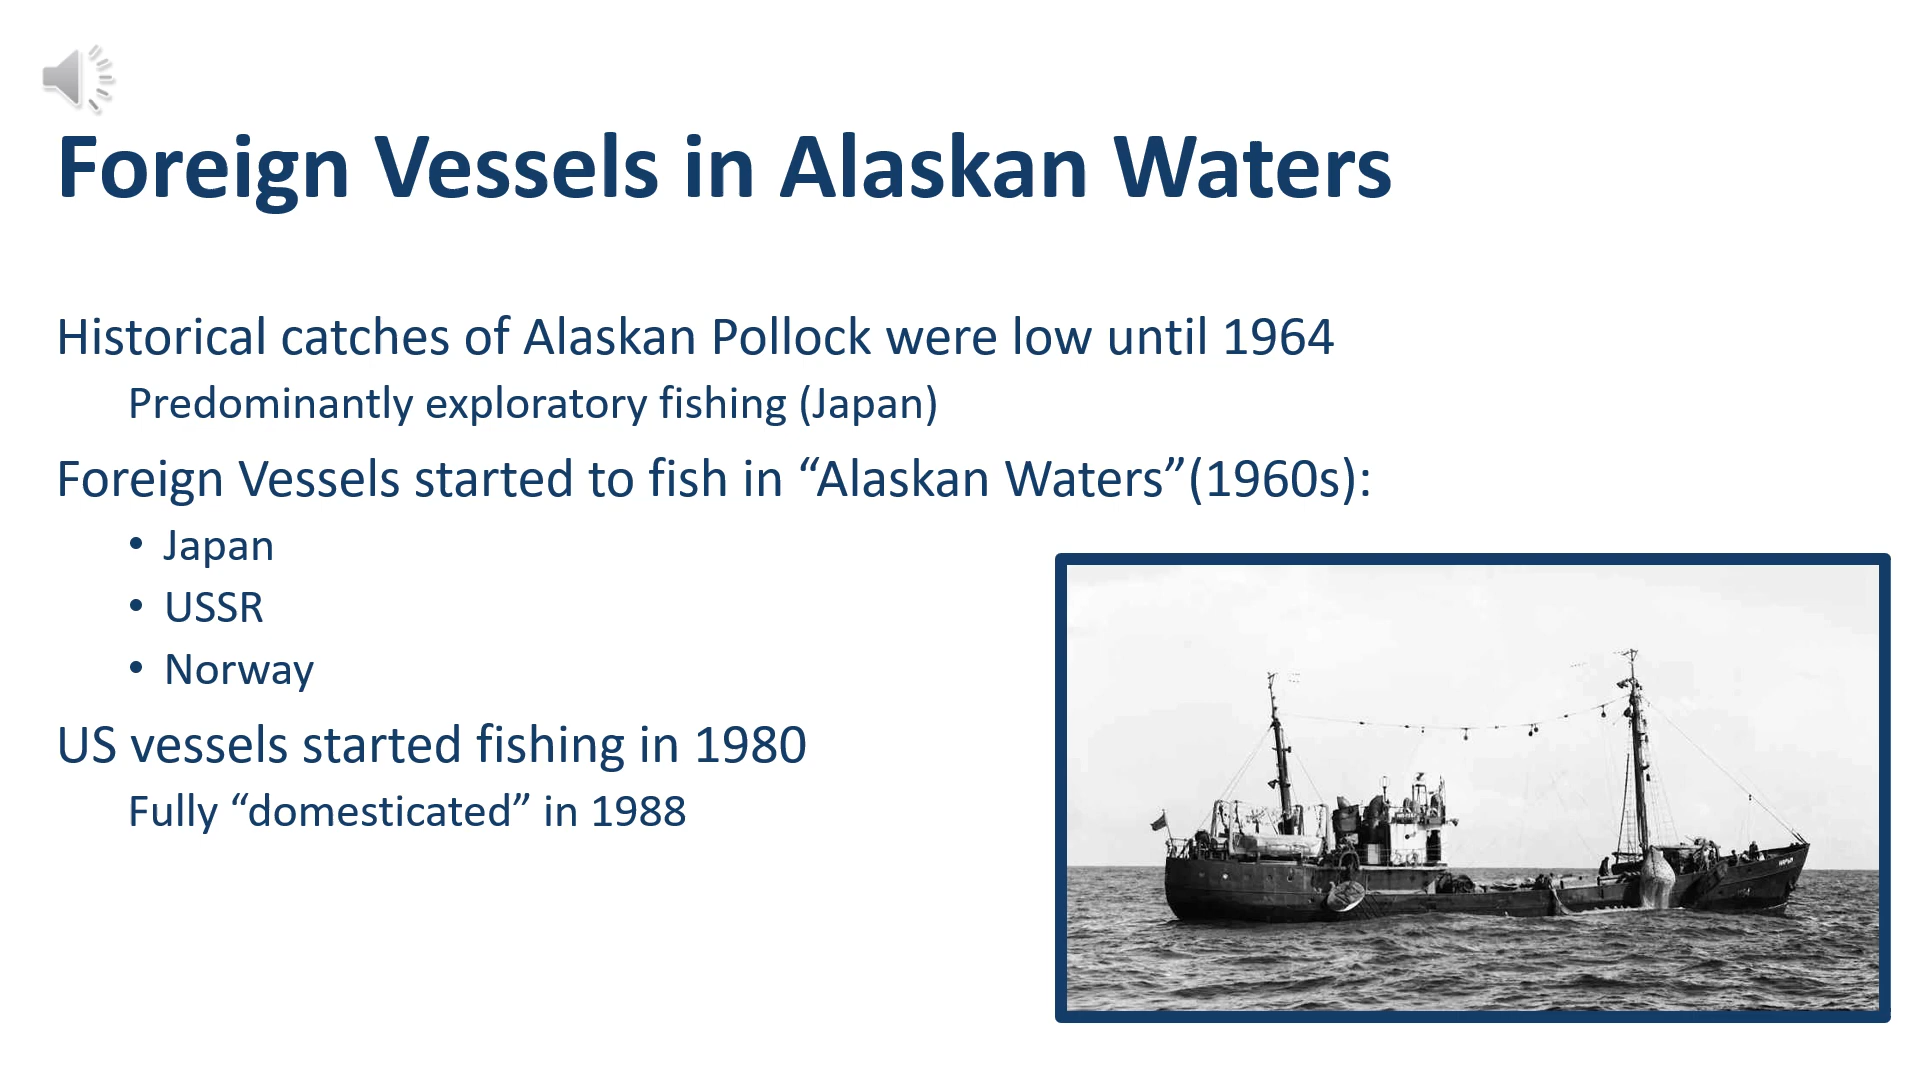 Foreign Vessels in Alaskan Waters
Historical catches of Alaskan Pollock were low until 1964
Predominantly exploratory fishing (Japan)
Foreign Vessels started to fish in “Alaskan Waters”(1960s):
• Japan
• USSR
• Norway
US vessels started fishing in 1980
Fully “domesticated” in 1988